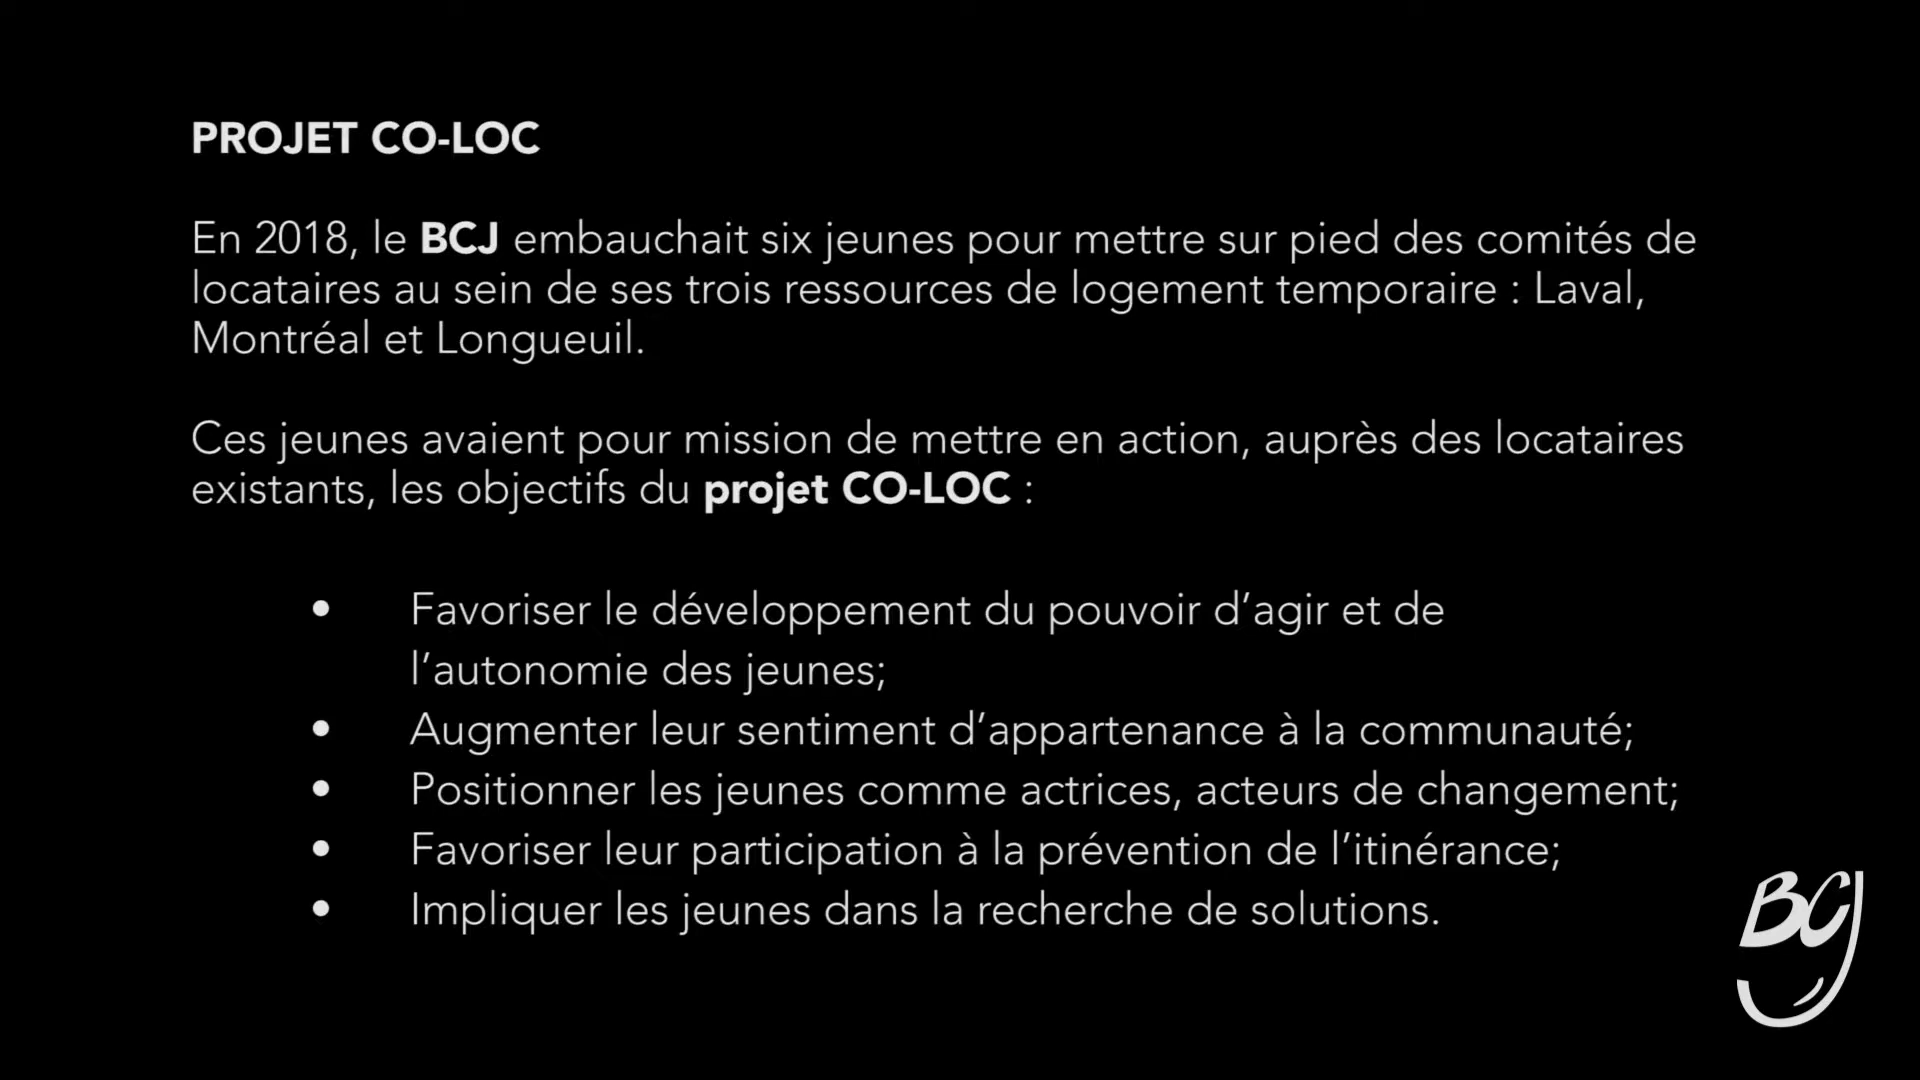 PROJET CO-LOC
En 2018, le BCJ embauchait six jeunes pour mettre sur pied des comités de
locataires au sein de ses trois ressources de logement temporaire : Laval,
Montréal et Longueuil.
Ces jeunes avaient pour mission de mettre en action, auprès des locataires
existants, les objectifs du projet CO-LOC :
• Favoriser le développement du pouvoir d’agir et de
l’autonomie des jeunes;
• Augmenter leur sentiment d’appartenance à la communauté;
• Positionner les jeunes comme actrices, acteurs de changement;
• Favoriser leur participation à la prévention de l’itinérance;
• Impliquer les jeunes dans la recherche de solutions.
BCJ